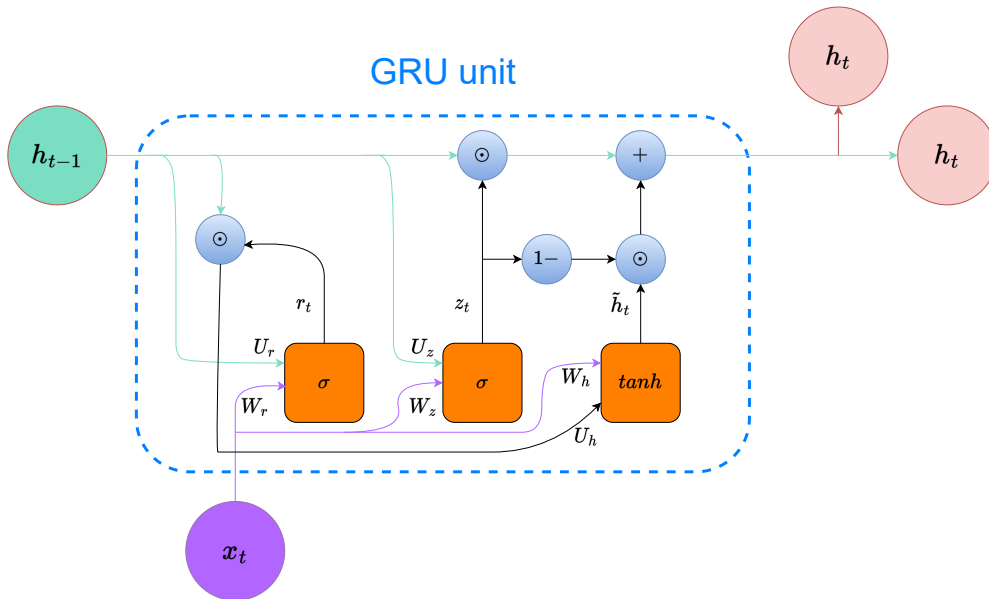 GRU unit
h_t
h_{t-1}
⊙
+
h_t
⊙
1−
⊙
r_t
z_t
h̃_t
U_r
U_z
W_h
σ
σ
tanh
W_r
W_z
U_h
x_t